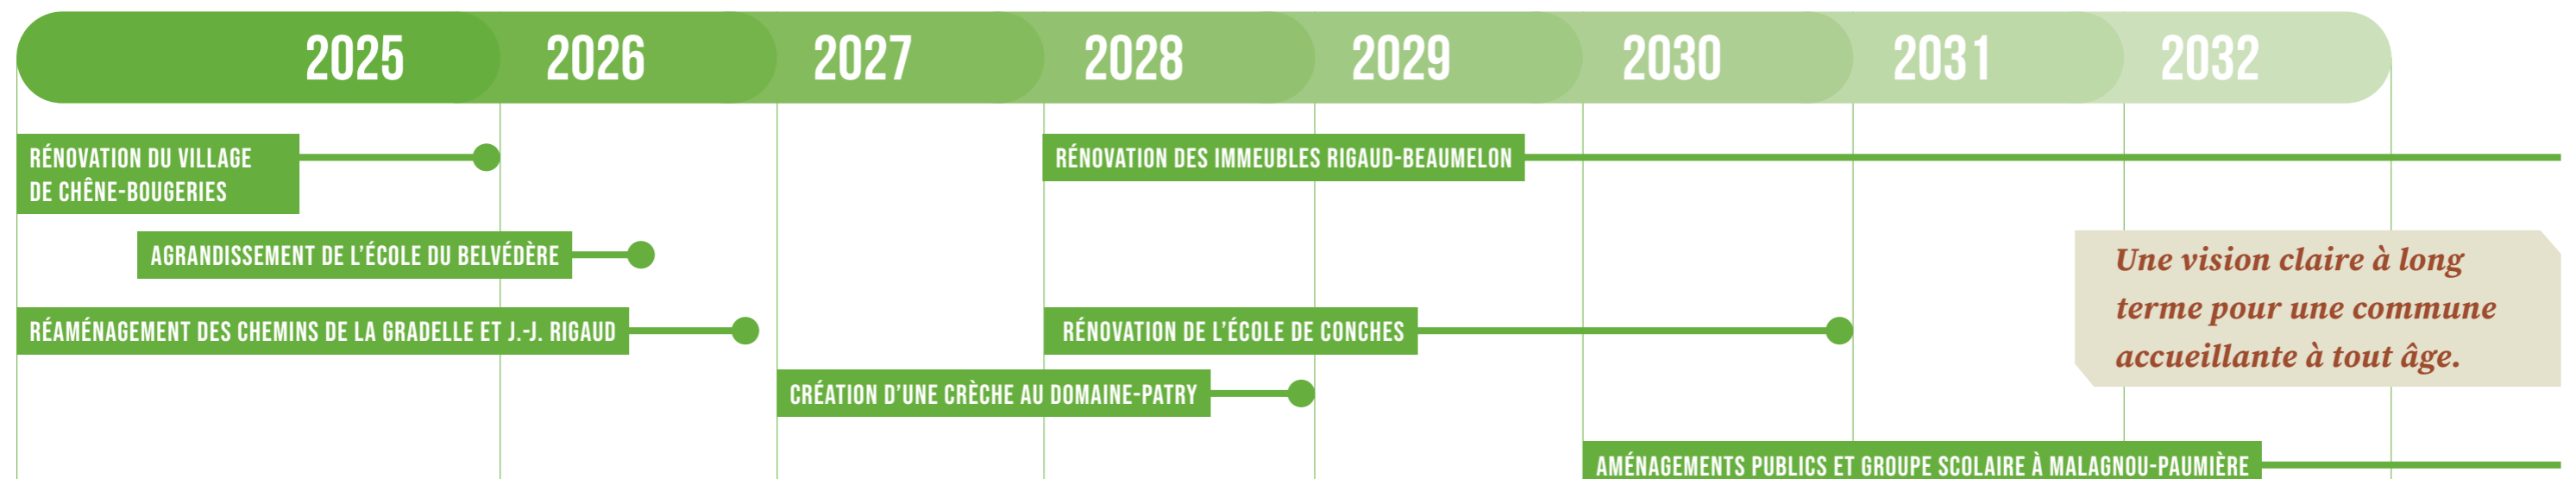 2025 2026 2027 2028 2029 2030 2031 2032
RÉNOVATION DU VILLAGE
DE CHÊNE-BOUGERIES
RÉNOVATION DES IMMEUBLES RIGAUD-BEAUMELON
AGRANDISSEMENT DE L’ÉCOLE DU BELVÉDÈRE
Une vision claire à long
terme pour une commune
accueillante à tout âge.
RÉAMÉNAGEMENT DES CHEMINS DE LA GRADELLE ET J.-J. RIGAUD
RÉNOVATION DE L’ÉCOLE DE CONCHES
CRÉATION D’UNE CRÈCHE AU DOMAINE-PATRY
AMÉNAGEMENTS PUBLICS ET GROUPE SCOLAIRE À MALAGNOU-PAUMIÈRE